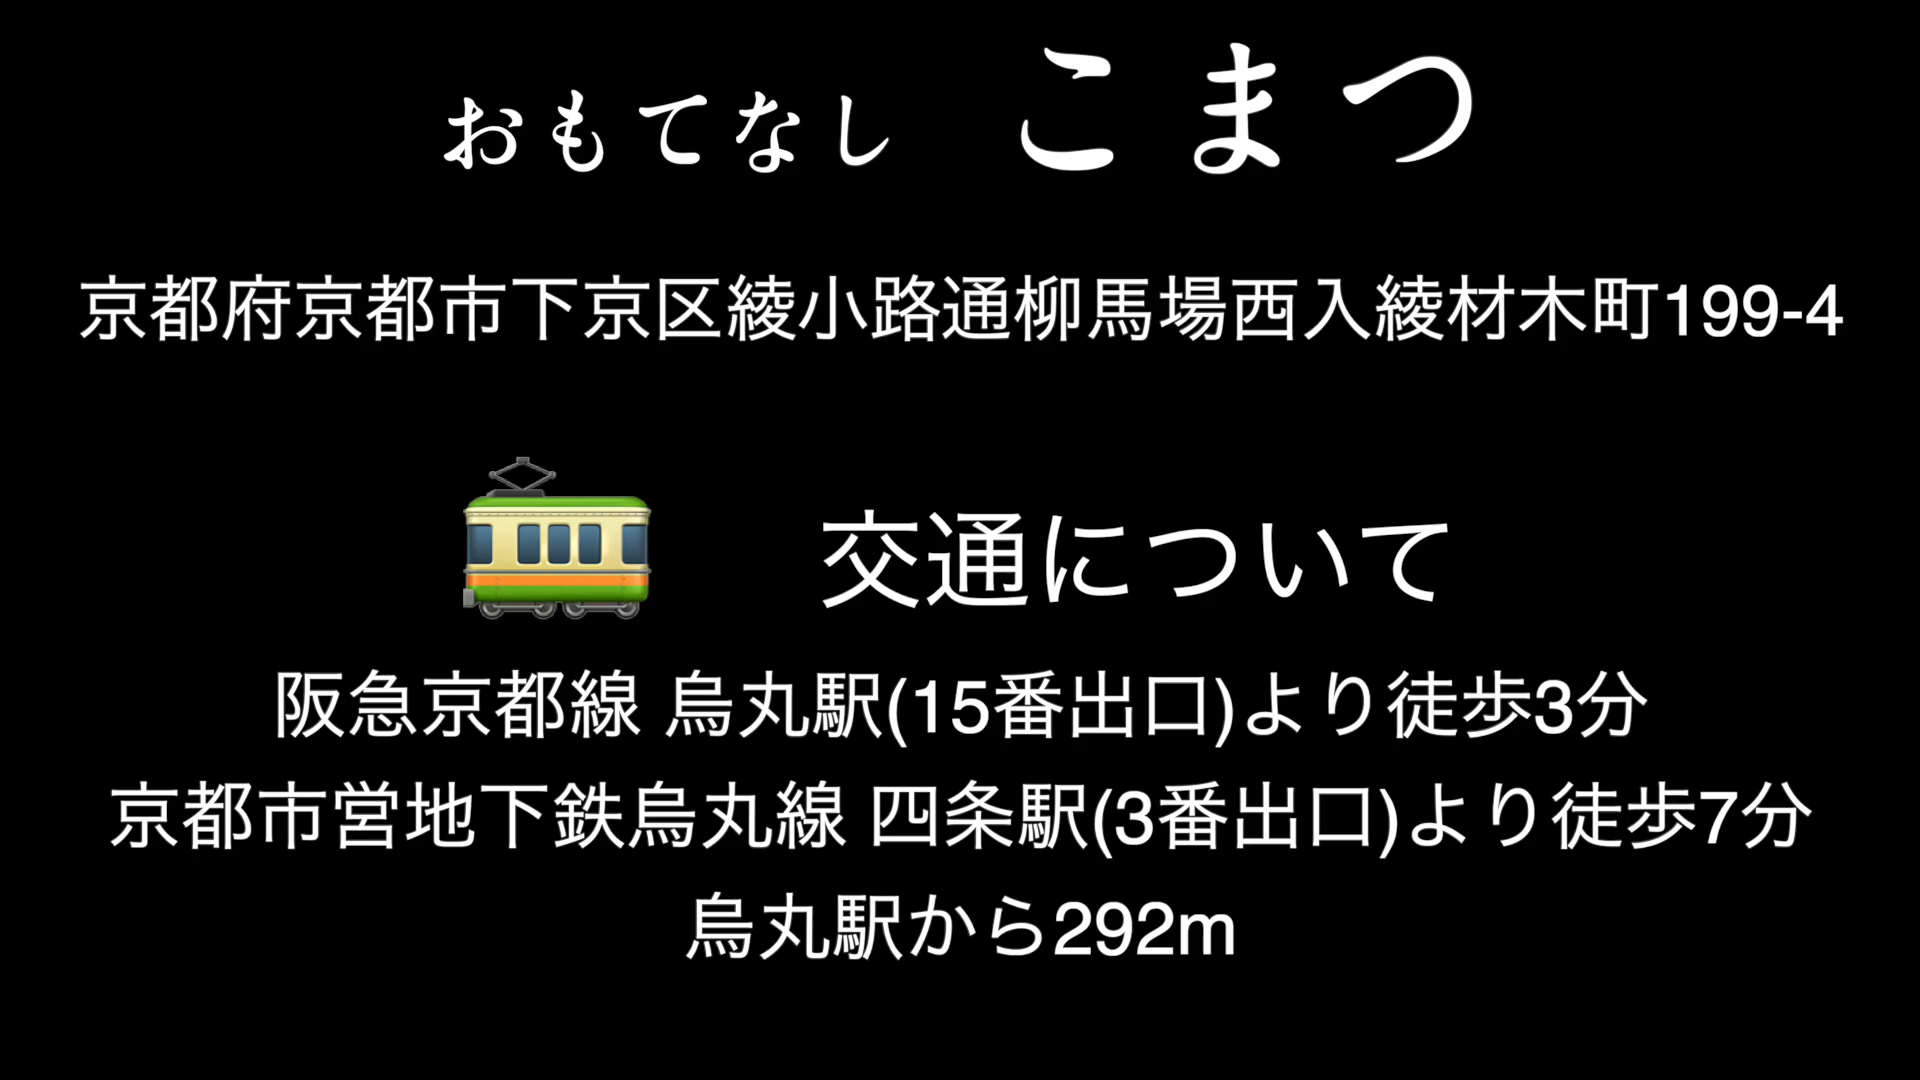 おもてなし こまつ
京都府京都市下京区綾小路通柳馬場西入綾材木町199-4
交通について
阪急京都線 烏丸駅(15番出口)より徒歩3分
京都市営地下鉄烏丸線 四条駅(3番出口)より徒歩7分
烏丸駅から292m